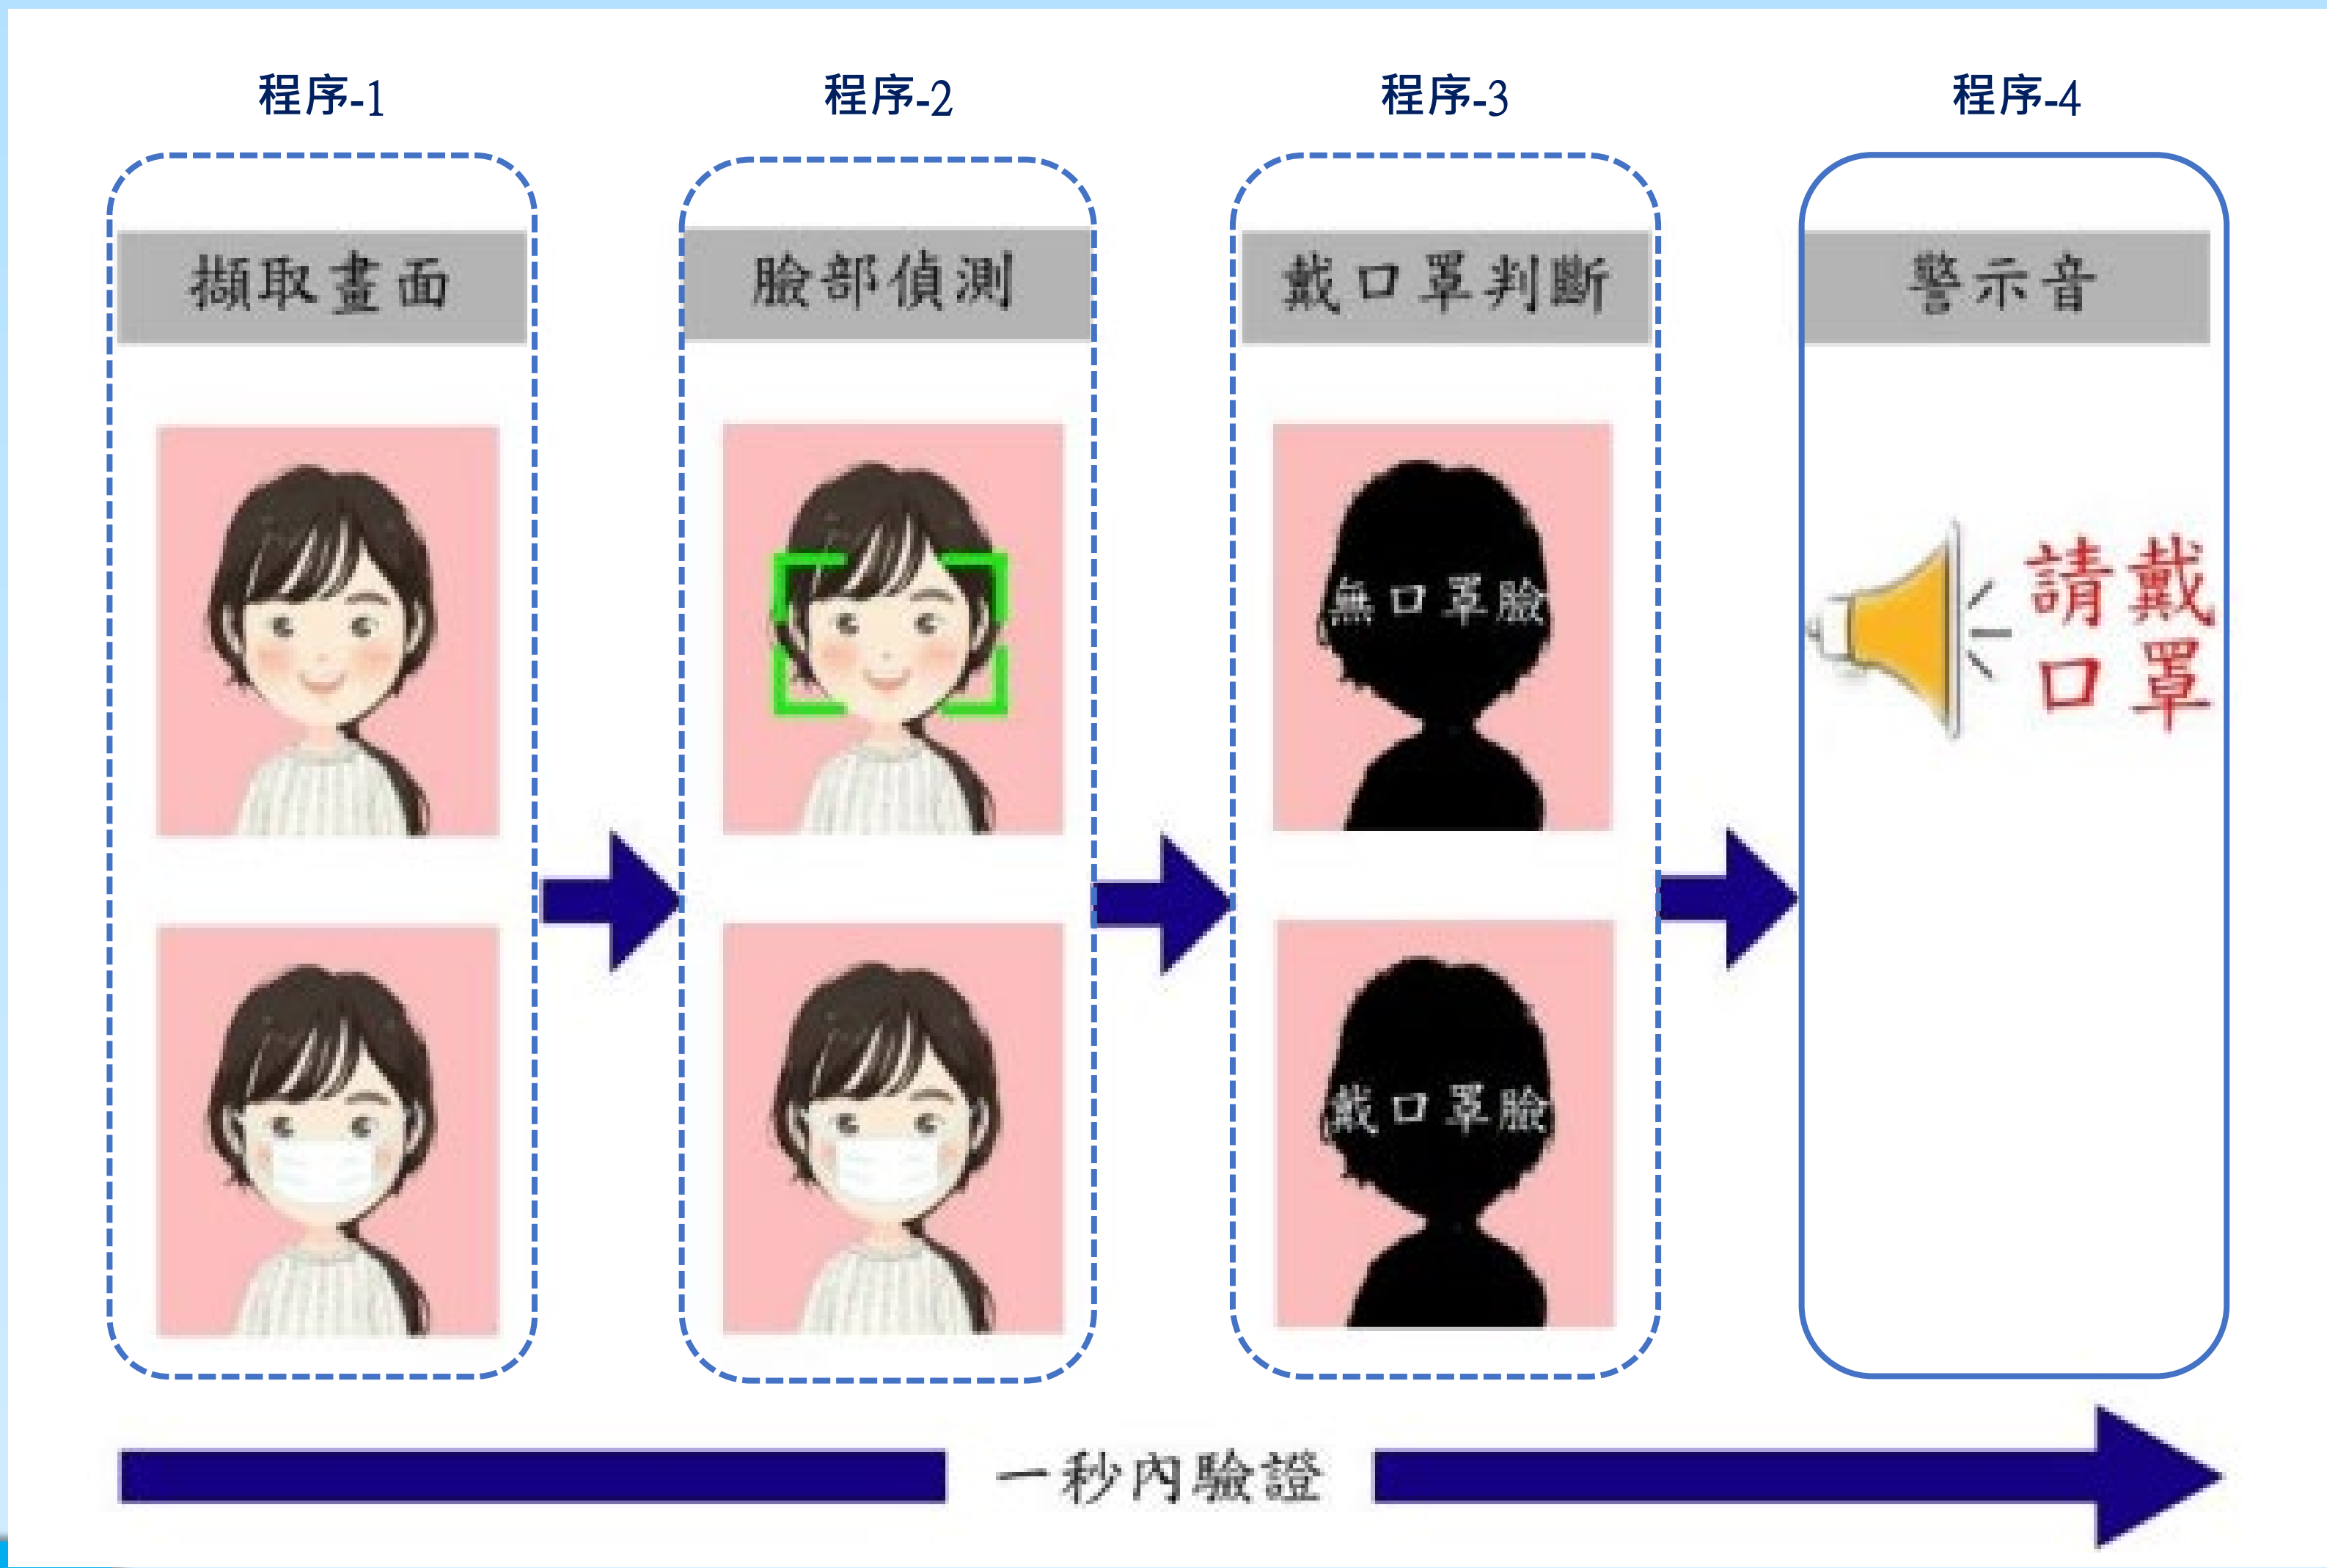 程序-1
程序-2
程序-3
程序-4
擷取畫面
臉部偵測
戴口罩判斷
警示音
無口罩臉
請戴
口罩
戴口罩臉
一秒內驗證